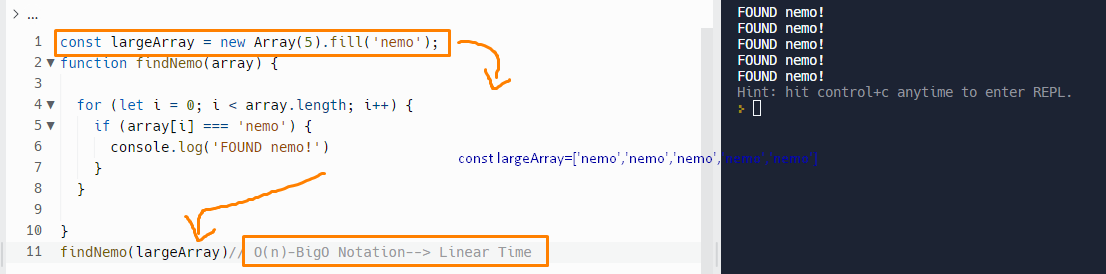 > ...
1 const largeArray = new Array(5).fill('nemo');
2 ▼ function findNemo(array) {
3
4 ▼ for (let i = 0; i < array.length; i++) {
5 ▼ if (array[i] === 'nemo') {
6 console.log('FOUND nemo!')
7 }
8 }
9
10 }
11 findNemo(largeArray)// O(n)-BigO Notation--> Linear Time
const largeArray=['nemo','nemo','nemo','nemo','nemo']
FOUND nemo!
FOUND nemo!
FOUND nemo!
FOUND nemo!
FOUND nemo!
Hint: hit control+c anytime to enter REPL.
>